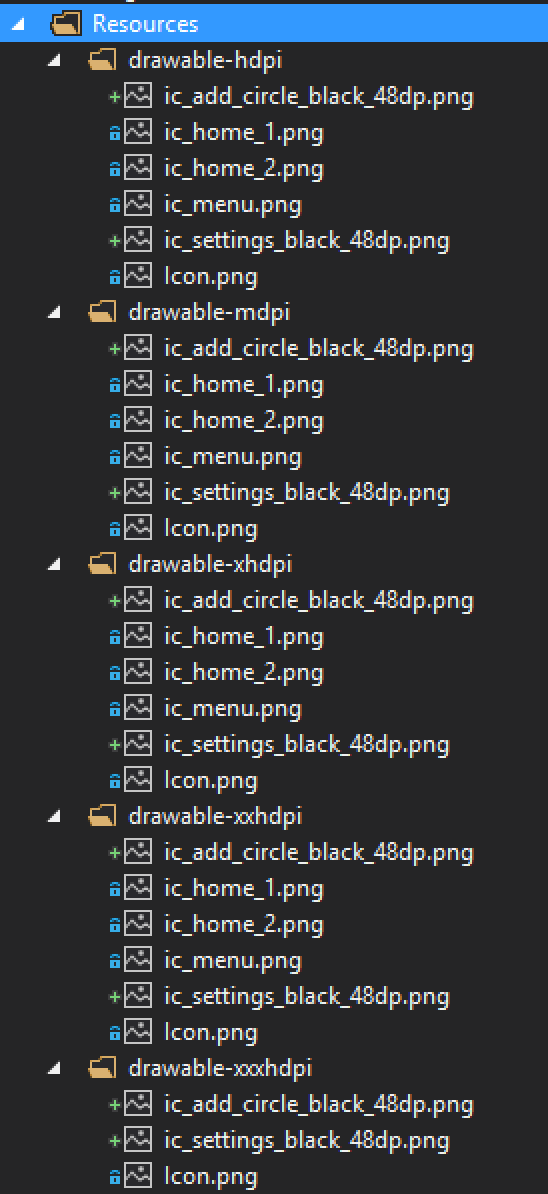 Resources
drawable-hdpi
ic_add_circle_black_48dp.png
ic_home_1.png
ic_home_2.png
ic_menu.png
ic_settings_black_48dp.png
Icon.png
drawable-mdpi
ic_add_circle_black_48dp.png
ic_home_1.png
ic_home_2.png
ic_menu.png
ic_settings_black_48dp.png
Icon.png
drawable-xhdpi
ic_add_circle_black_48dp.png
ic_home_1.png
ic_home_2.png
ic_menu.png
ic_settings_black_48dp.png
Icon.png
drawable-xxhdpi
ic_add_circle_black_48dp.png
ic_home_1.png
ic_home_2.png
ic_menu.png
ic_settings_black_48dp.png
Icon.png
drawable-xxxhdpi
ic_add_circle_black_48dp.png
ic_settings_black_48dp.png
Icon.png